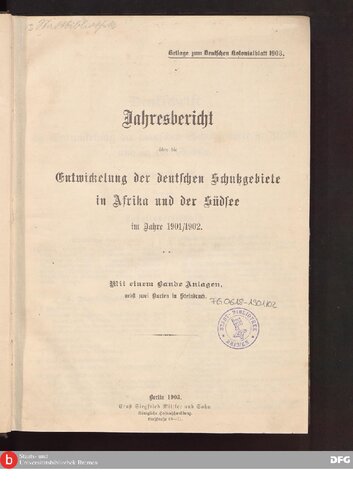 Beilage zum Deutschen Kolonialblatt 1903.
Jahresbericht
über die
Entwickelung der deutschen Schutzgebiete
in Afrika und der Südsee
im Jahre 1901/1902.
Mit einem Bande Anlagen,
nebst zwei Karten in Steindruck.
Berlin 1903.
Ernst Siegfried Mittler und Sohn
Königliche Hofbuchhandlung
Kochstraße
Staats- und
Universitätsbibliothek Bremen
DFG